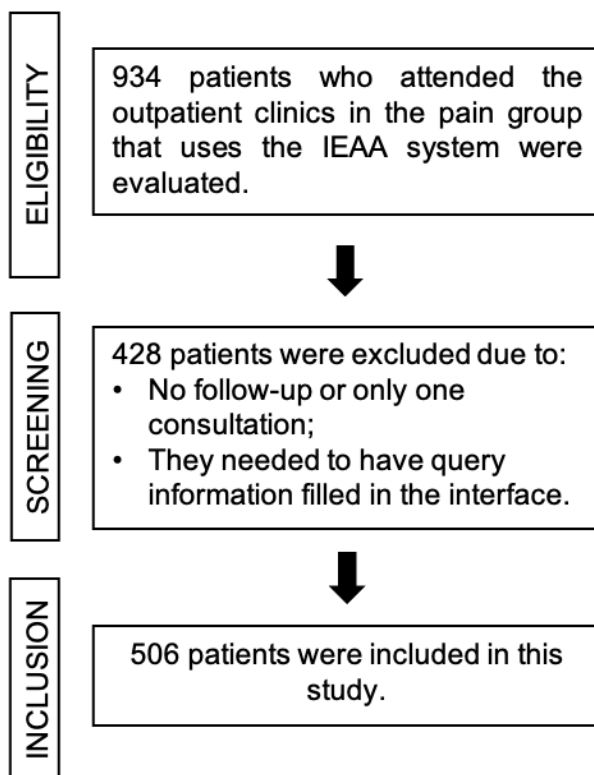 ELIGIBILITY
934 patients who attended the
outpatient clinics in the pain group
that uses the IEAA system were
evaluated.
SCREENING
428 patients were excluded due to:
• No follow-up or only one
consultation;
• They needed to have query
information filled in the interface.
INCLUSION
506 patients were included in this
study.